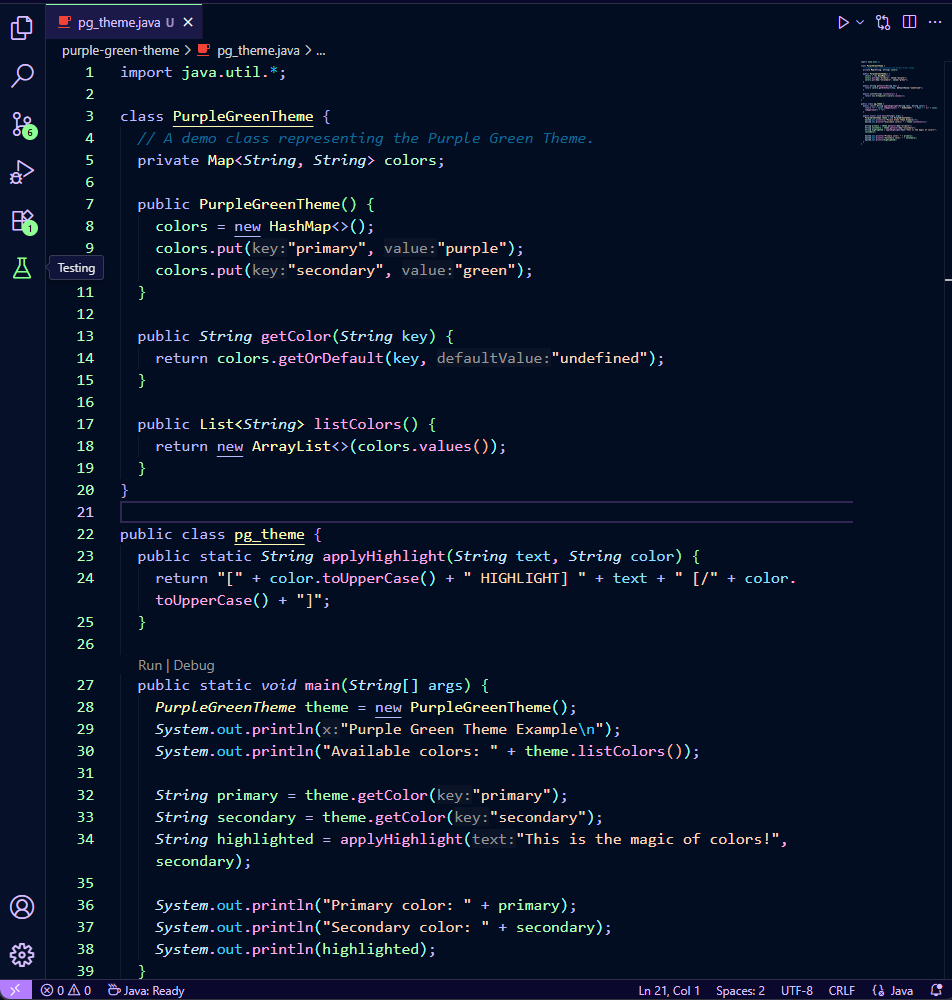 pg_theme.java U
purple-green-theme > pg_theme.java > ...
1 import java.util.*;
2
3 class PurpleGreenTheme {
4 // A demo class representing the Purple Green Theme.
5 private Map<String, String> colors;
6
7 public PurpleGreenTheme() {
8 colors = new HashMap<>();
9 colors.put(key:"primary", value:"purple");
Testing colors.put(key:"secondary", value:"green");
11 }
12
13 public String getColor(String key) {
14 return colors.getOrDefault(key, defaultValue:"undefined");
15 }
16
17 public List<String> listColors() {
18 return new ArrayList<>(colors.values());
19 }
20 }
21
22 public class pg_theme {
23 public static String applyHighlight(String text, String color) {
24 return "[" + color.toUpperCase() + " HIGHLIGHT] " + text + " [/" + color.
toUpperCase() + "]";
25 }
26
Run | Debug
27 public static void main(String[] args) {
28 PurpleGreenTheme theme = new PurpleGreenTheme();
29 System.out.println(x:"Purple Green Theme Example\n");
30 System.out.println("Available colors: " + theme.listColors());
31
32 String primary = theme.getColor(key:"primary");
33 String secondary = theme.getColor(key:"secondary");
34 String highlighted = applyHighlight(text:"This is the magic of colors!",
secondary);
35
36 System.out.println("Primary color: " + primary);
37 System.out.println("Secondary color: " + secondary);
38 System.out.println(highlighted);
39 }
6
1
0 0 Java: Ready Ln 21, Col 1 Spaces: 2 UTF-8 CRLF {} Java